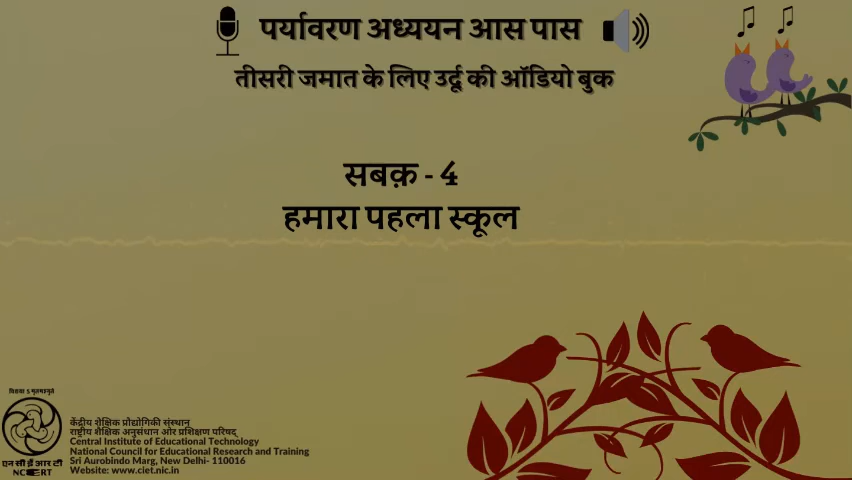 पर्यावरण अध्ययन आस पास
तीसरी जमात के लिए उर्दू की ऑडियो बुक
सबक़ - 4
हमारा पहला स्कूल
केंद्रीय शैक्षिक प्रौद्योगिकी संस्थान
राष्ट्रीय शैक्षिक अनुसंधान और प्रशिक्षण परिषद्
Central Institute of Educational Technology
National Council for Educational Research and Training
Sri Aurobindo Marg, New Delhi- 110016
Website: www.ciet.nic.in
एन सी ई आर टी
NCERT